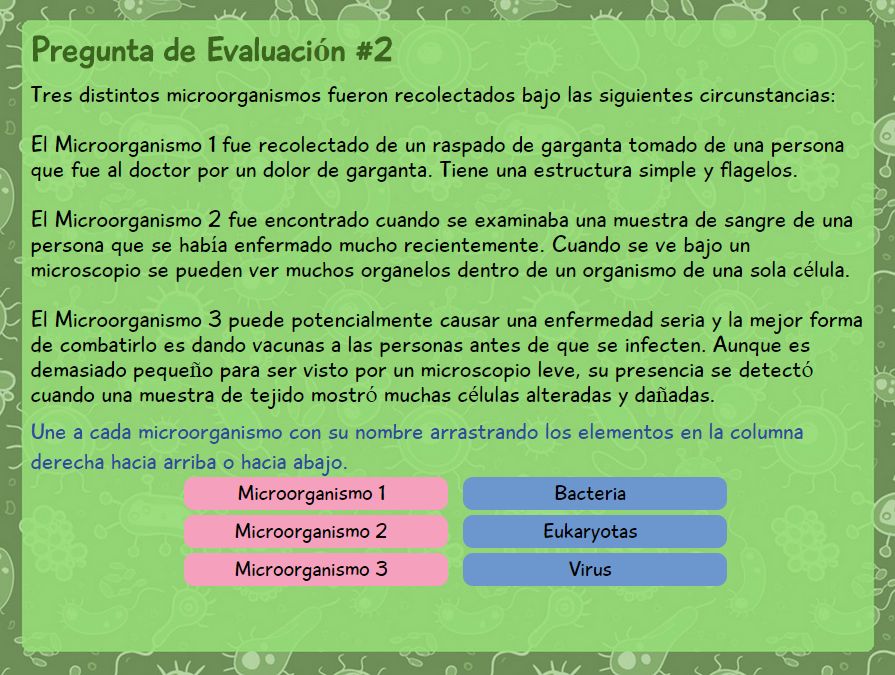 Pregunta de Evaluación #2
Tres distintos microorganismos fueron recolectados bajo las siguientes circunstancias:
El Microorganismo 1 fue recolectado de un raspado de garganta tomado de una persona
que fue al doctor por un dolor de garganta. Tiene una estructura simple y flagelos.
El Microorganismo 2 fue encontrado cuando se examinaba una muestra de sangre de una
persona que se había enfermado mucho recientemente. Cuando se ve bajo un
microscopio se pueden ver muchos organelos dentro de un organismo de una sola célula.
El Microorganismo 3 puede potencialmente causar una enfermedad seria y la mejor forma
de combatirlo es dando vacunas a las personas antes de que se infecten. Aunque es
demasiado pequeño para ser visto por un microscopio leve, su presencia se detectó
cuando una muestra de tejido mostró muchas células alteradas y dañadas.
Une a cada microorganismo con su nombre arrastrando los elementos en la columna
derecha hacia arriba o hacia abajo.
Microorganismo 1 Bacteria
Microorganismo 2 Eukaryotas
Microorganismo 3 Virus